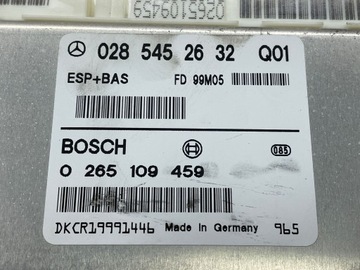 0265109459
028 545 26 32 Q01
ESP+BAS FD 99M05
BOSCH
085
0 265 109 459
DKCR19991446 Made in Germany 965